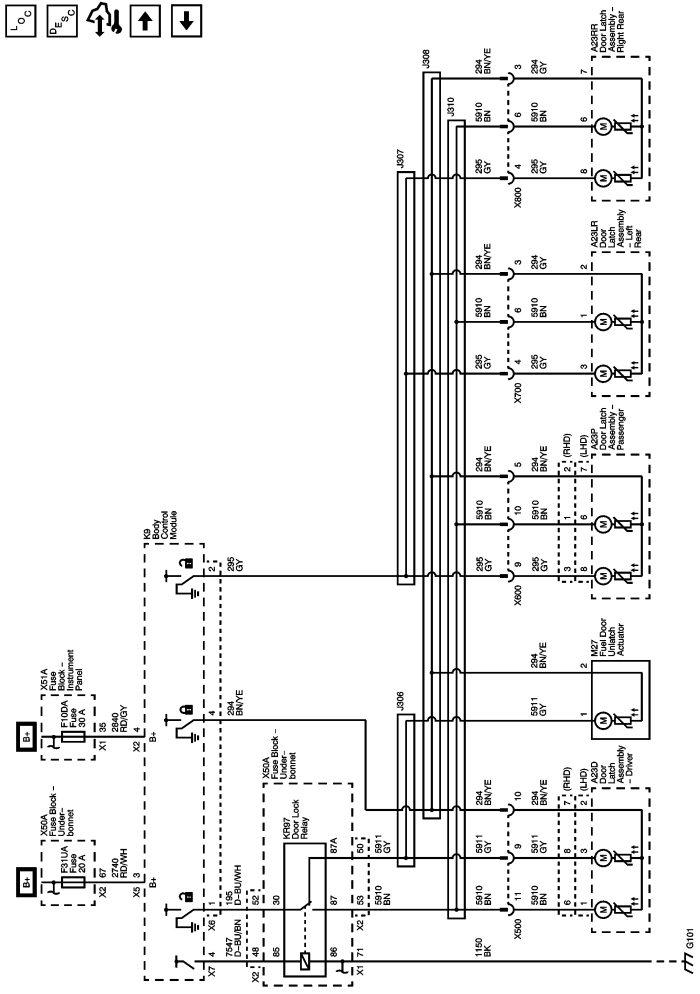 LOC
DESC
B+
X50A
Fuse Block –
Under–
bonnet
F31UA
Fuse
20 A
67
X2
2740
RD/WH
3
X5
B+
B+
X51A
Fuse
Block –
Instrument
Panel
F10DA
Fuse
30 A
35
X1
2840
RD/GY
4
X2
B+
K9
Body
Control
Module
4
X7
7547
D–BU/BN
1
X6
195
D–BU/WH
4
294
BN/YE
2
295
GY
X50A
Fuse Block –
Under–
bonnet
48
X2
52
85
30
KR97
Door Lock
Relay
86
87
87A
71
X1
53
X2
50
5910
BN
5911
GY
1150
BK
G101
J306
J307
J308
J310
5910
BN
5911
GY
294
BN/YE
11
9
10
X500
5910
BN
5911
GY
294
BN/YE
6
8
7
(RHD)
2
(LHD)
1
3
2
M
M
A23D
Door
Latch
Assembly
– Driver
5911
GY
294
BN/YE
1
2
M
M27
Fuel Door
Unlatch
Actuator
295
GY
5910
BN
294
BN/YE
9
10
5
X600
295
GY
5910
BN
294
BN/YE
3
1
2
(RHD)
7
(LHD)
8
6
M
M
A23P
Door Latch
Assembly –
Passenger
295
GY
5910
BN
294
BN/YE
4
6
3
X700
295
GY
5910
BN
294
GY
3
1
2
M
M
A23LR
Door
Latch
Assembly
– Left
Rear
295
GY
5910
BN
294
BN/YE
4
6
3
X800
295
GY
5910
BN
294
GY
8
6
7
M
M
A23RR
Door Latch
Assembly –
Right Rear